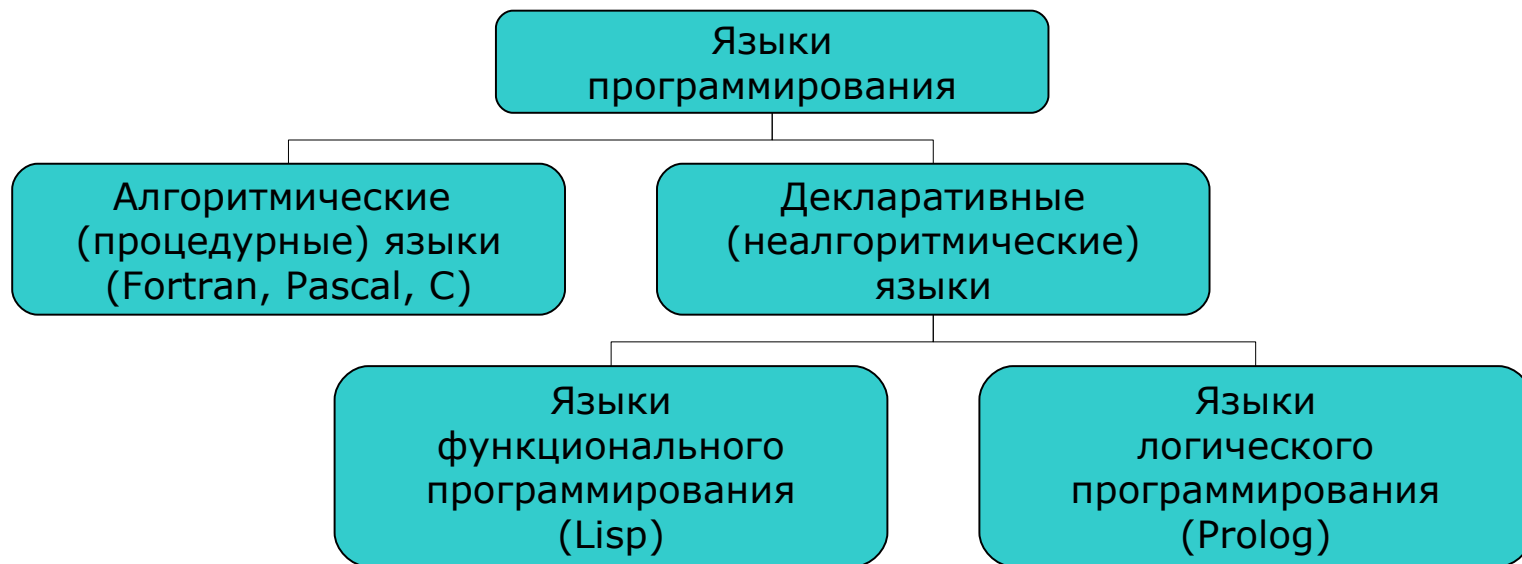 Языки
программирования
Алгоритмические
(процедурные) языки
(Fortran, Pascal, C)
Декларативные
(неалгоритмические)
языки
Языки
функционального
программирования
(Lisp)
Языки
логического
программирования
(Prolog)